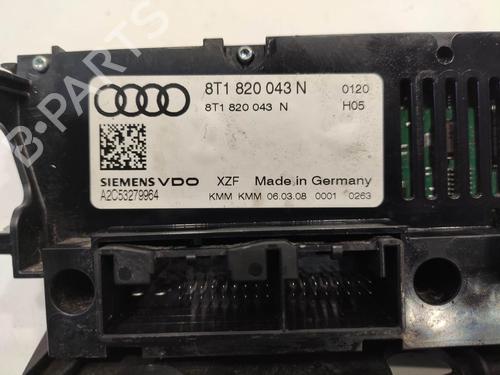 8T1 820 043 N 0120
8T1 820 043 N H05
SIEMENS VDO XZF Made in Germany
A2C53279964 KMM KMM 06.03.08 0001 0263
B-PARTS